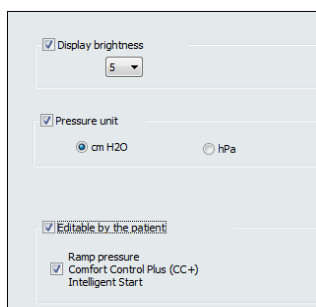 Display brightness
5
Pressure unit
cm H2O
hPa
Editable by the patient
Ramp pressure
Comfort Control Plus (CC+)
Intelligent Start